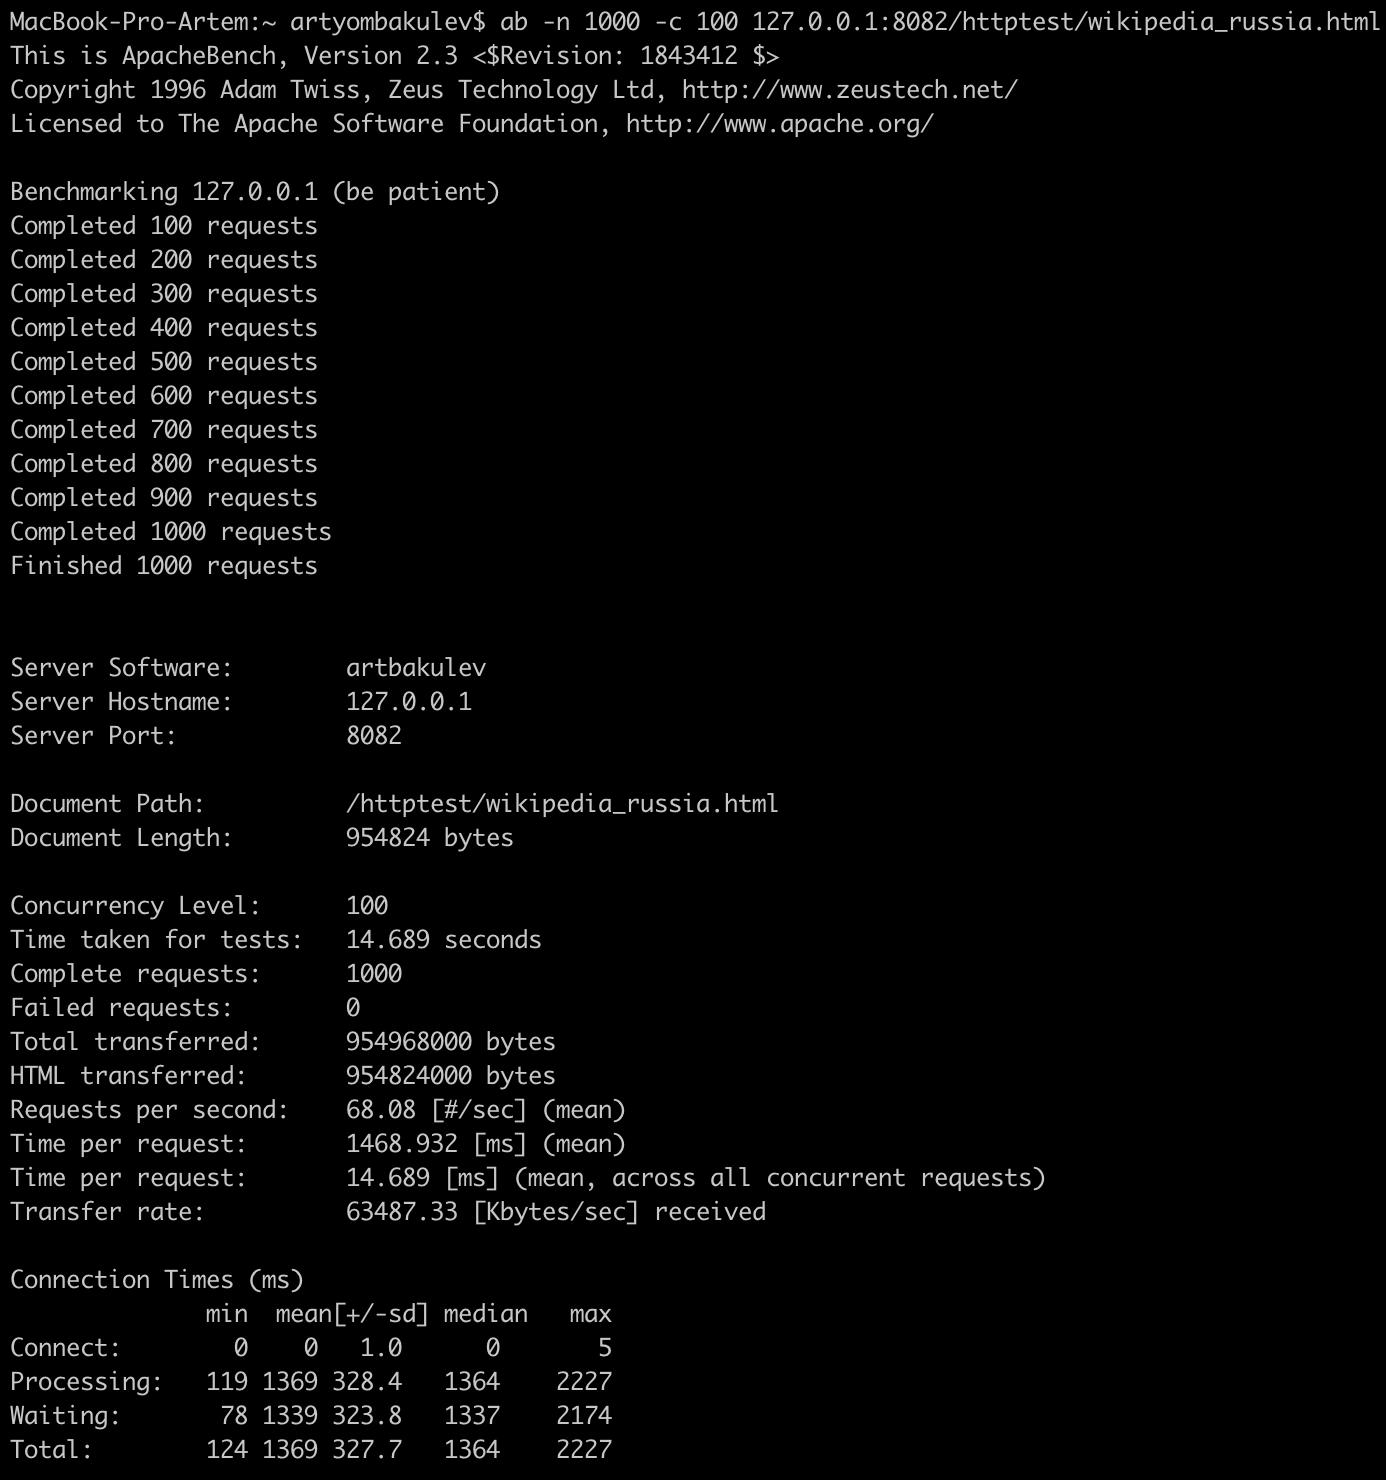 MacBook-Pro-Artem:~ artyombakulev$ ab -n 1000 -c 100 127.0.0.1:8082/httptest/wikipedia_russia.html
This is ApacheBench, Version 2.3 <$Revision: 1843412 $>
Copyright 1996 Adam Twiss, Zeus Technology Ltd, http://www.zeustech.net/
Licensed to The Apache Software Foundation, http://www.apache.org/

Benchmarking 127.0.0.1 (be patient)
Completed 100 requests
Completed 200 requests
Completed 300 requests
Completed 400 requests
Completed 500 requests
Completed 600 requests
Completed 700 requests
Completed 800 requests
Completed 900 requests
Completed 1000 requests
Finished 1000 requests


Server Software:        artbakulev
Server Hostname:        127.0.0.1
Server Port:            8082

Document Path:          /httptest/wikipedia_russia.html
Document Length:        954824 bytes

Concurrency Level:      100
Time taken for tests:   14.689 seconds
Complete requests:      1000
Failed requests:        0
Total transferred:      954968000 bytes
HTML transferred:       954824000 bytes
Requests per second:    68.08 [#/sec] (mean)
Time per request:       1468.932 [ms] (mean)
Time per request:       14.689 [ms] (mean, across all concurrent requests)
Transfer rate:          63487.33 [Kbytes/sec] received

Connection Times (ms)
              min  mean[+/-sd] median   max
Connect:        0    0   1.0      0       5
Processing:   119 1369 328.4   1364    2227
Waiting:       78 1339 323.8   1337    2174
Total:        124 1369 327.7   1364    2227